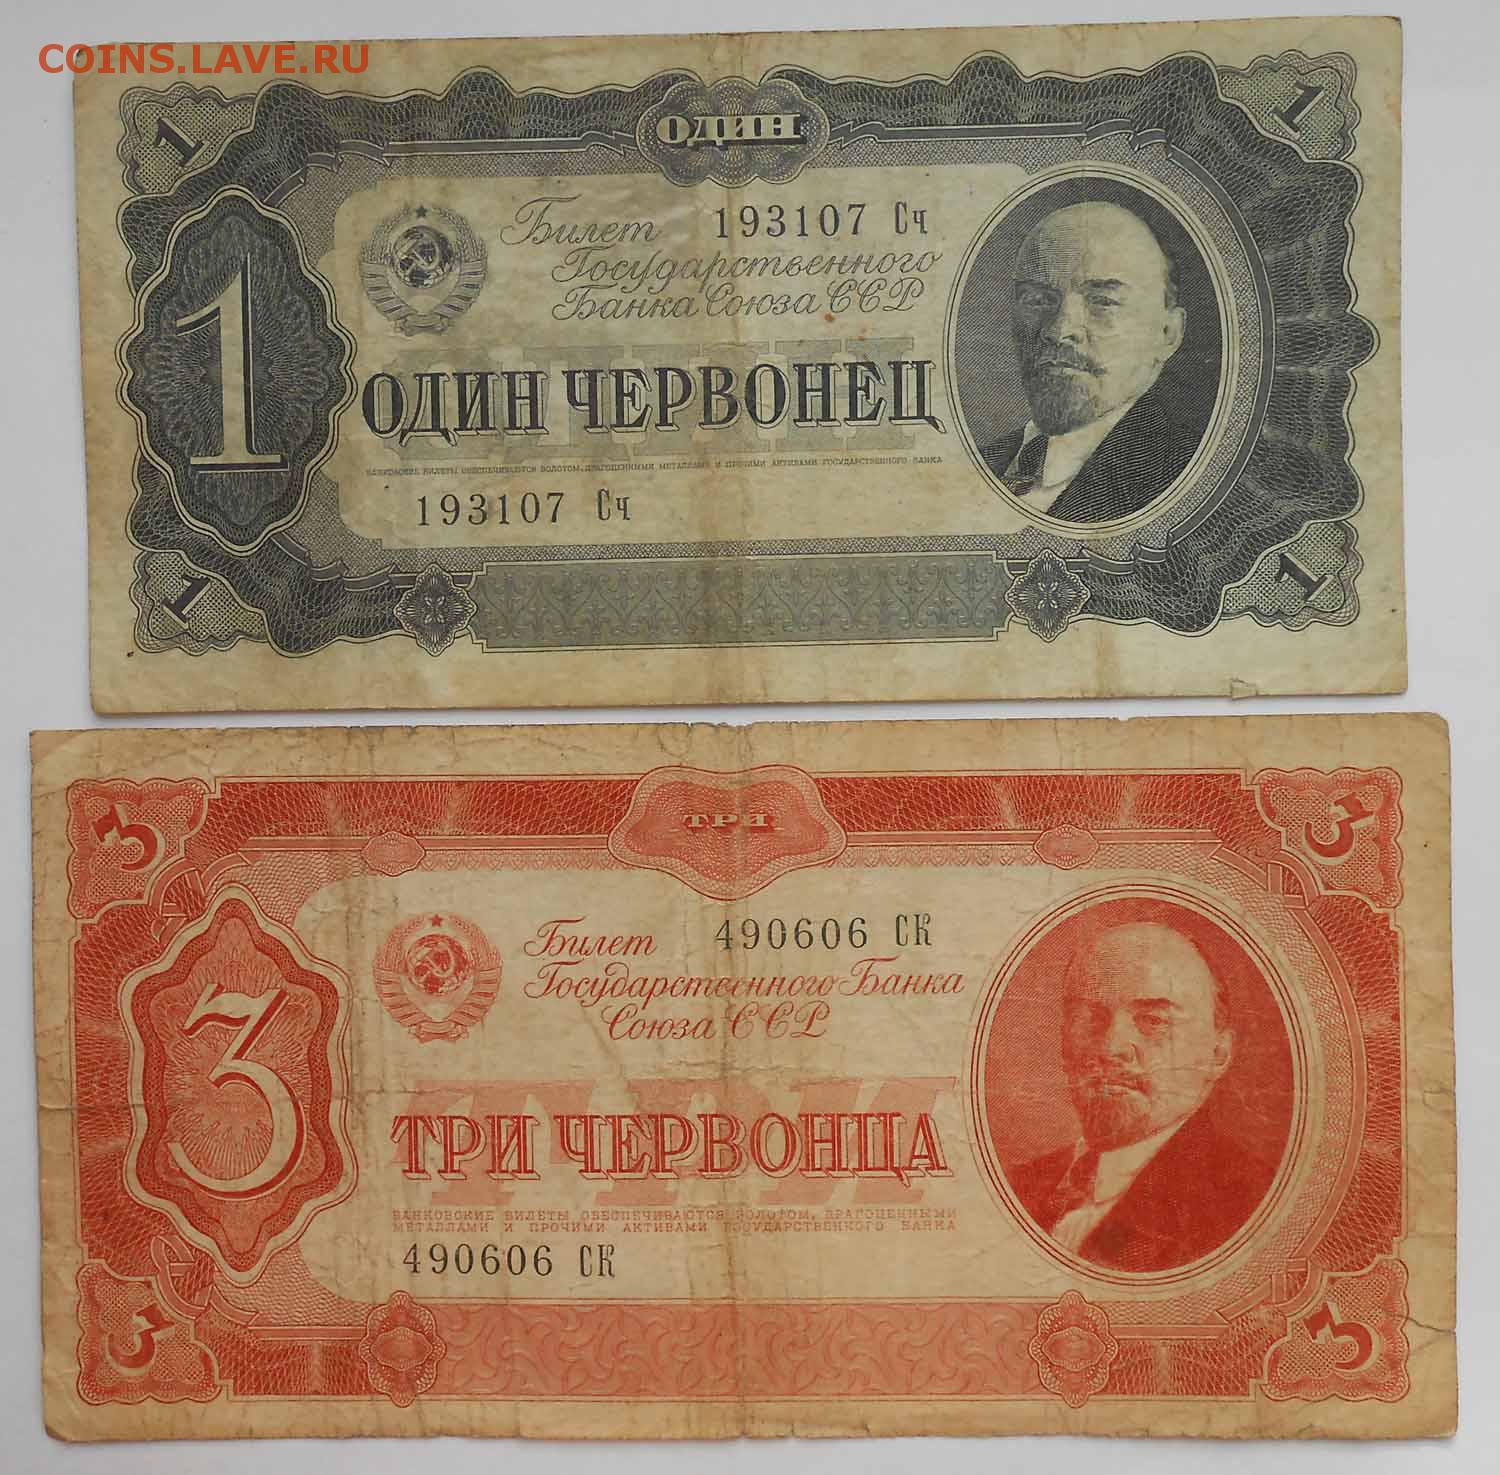 COINS.LAVE.RU
1 ОДИН 1
Билет 193107 Сч
Государственного
Банка Союза ССР
1 ОДИН ЧЕРВОНЕЦ
БАНКОВСКИЕ БИЛЕТЫ ОБЕСПЕЧИВАЮТСЯ ЗОЛОТОМ, ДРАГОЦЕННЫМИ МЕТАЛЛАМИ И ПРОЧИМИ АКТИВАМИ ГОСУДАРСТВЕННОГО БАНКА
193107 Сч
1 1
3 ТРИ 3
Билет 490606 СК
Государственного Банка
Союза ССР
3 ТРИ ЧЕРВОНЦА
БАНКОВСКИЕ БИЛЕТЫ ОБЕСПЕЧИВАЮТСЯ ЗОЛОТОМ, ДРАГОЦЕННЫМИ
МЕТАЛЛАМИ И ПРОЧИМИ АКТИВАМИ ГОСУДАРСТВЕННОГО БАНКА
490606 СК
3 3